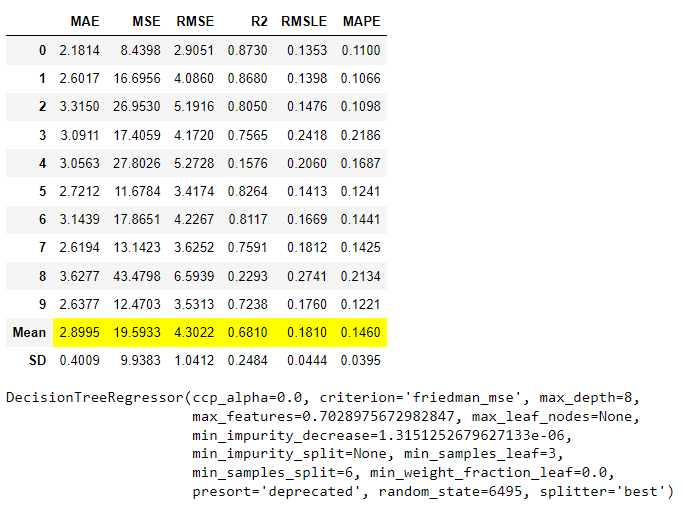 MAE MSE RMSE R2 RMSLE MAPE
0 2.1814 8.4398 2.9051 0.8730 0.1353 0.1100
1 2.6017 16.6956 4.0860 0.8680 0.1398 0.1066
2 3.3150 26.9530 5.1916 0.8050 0.1476 0.1098
3 3.0911 17.4059 4.1720 0.7565 0.2418 0.2186
4 3.0563 27.8026 5.2728 0.1576 0.2060 0.1687
5 2.7212 11.6784 3.4174 0.8264 0.1413 0.1241
6 3.1439 17.8651 4.2267 0.8117 0.1669 0.1441
7 2.6194 13.1423 3.6252 0.7591 0.1812 0.1425
8 3.6277 43.4798 6.5939 0.2293 0.2741 0.2134
9 2.6377 12.4703 3.5313 0.7238 0.1760 0.1221
Mean 2.8995 19.5933 4.3022 0.6810 0.1810 0.1460
SD 0.4009 9.9383 1.0412 0.2484 0.0444 0.0395
DecisionTreeRegressor(ccp_alpha=0.0, criterion='friedman_mse', max_depth=8,
max_features=0.7028975672982847, max_leaf_nodes=None,
min_impurity_decrease=1.3151252679627133e-06,
min_impurity_split=None, min_samples_leaf=3,
min_samples_split=6, min_weight_fraction_leaf=0.0,
presort='deprecated', random_state=6495, splitter='best')